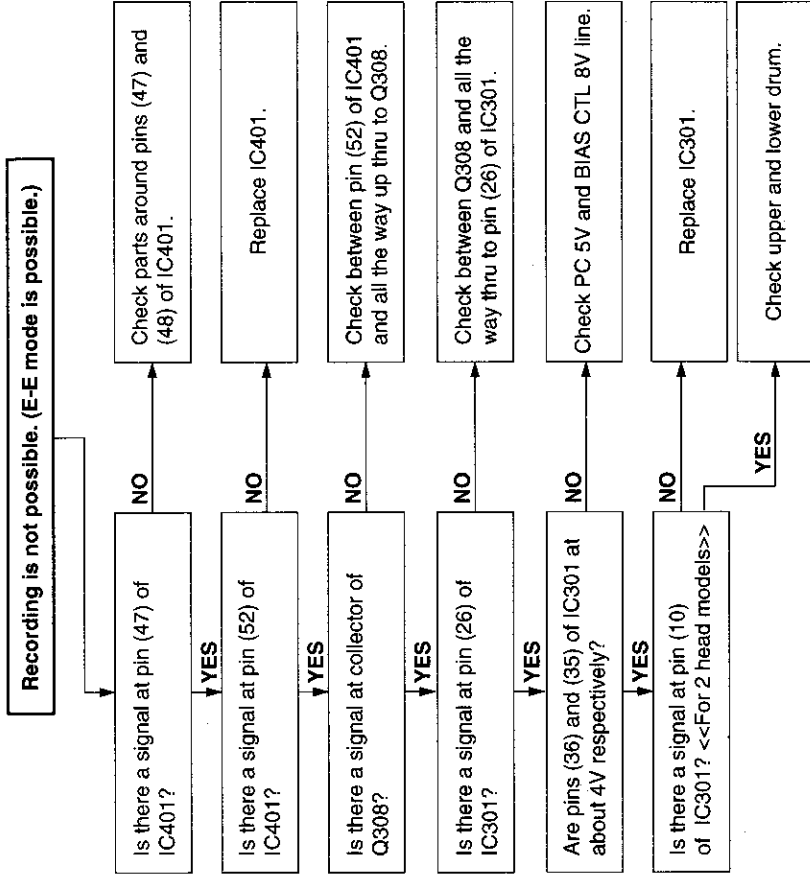 Recording is not possible. (E-E mode is possible.)
Is there a signal at pin (47) of
IC401?
NO
Check parts around pins (47) and
(48) of IC401.
YES
Is there a signal at pin (52) of
IC401?
NO
Replace IC401.
YES
Is there a signal at collector of
Q308?
NO
Check between pin (52) of IC401
and all the way up thru to Q308.
YES
Is there a signal at pin (26) of
IC301?
NO
Check between Q308 and all the
way thru to pin (26) of IC301.
YES
Are pins (36) and (35) of IC301 at
about 4V respectively?
NO
Check PC 5V and BIAS CTL 8V line.
YES
Is there a signal at pin (10)
of IC301? <<For 2 head models>>
NO
Replace IC301.
YES
Check upper and lower drum.